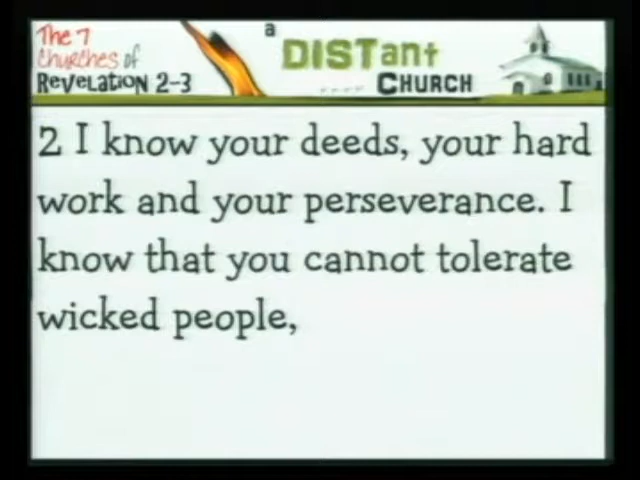 The 7
Churches of
Revelation 2-3
a
DISTant
.... CHURCH
2 I know your deeds, your hard
work and your perseverance. I
know that you cannot tolerate
wicked people,